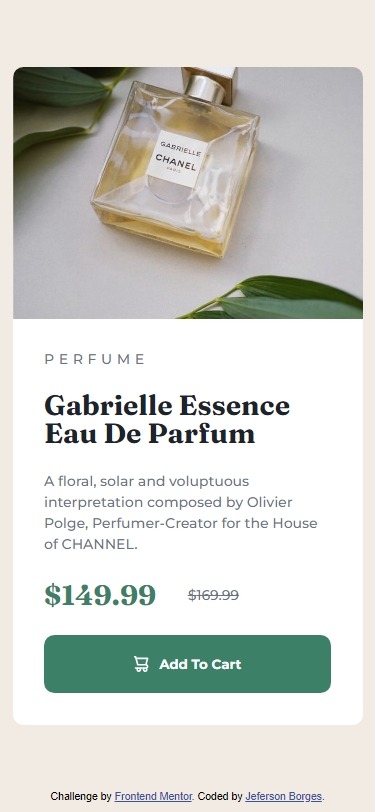 GABRIELLE
CHANEL
PARIS
PERFUME
Gabrielle Essence
Eau De Parfum
A floral, solar and voluptuous
interpretation composed by Olivier
Polge, Perfumer-Creator for the House
of CHANNEL.
$149.99 $169.99
Add To Cart
Challenge by Frontend Mentor. Coded by Jeferson Borges.